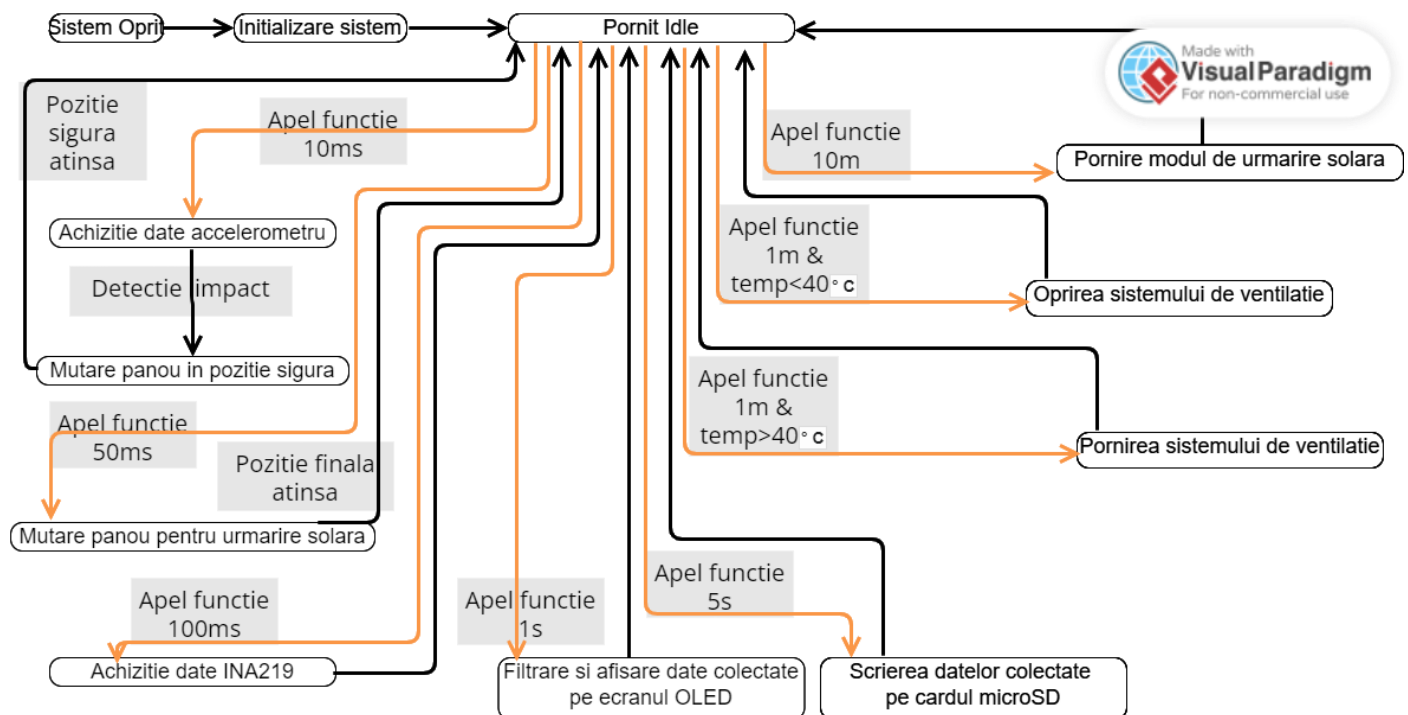 Sistem Oprit
Initializare sistem
Pornit Idle
Made with
Visual Paradigm
For non-commercial use
Pozitie
sigura
atinsa
Apel functie
10ms
Apel functie
10m
Pornire modul de urmarire solara
Achizitie date accelerometru
Apel functie
1m &
temp<40° C
Detectie impact
Oprirea sistemului de ventilatie
Mutare panou in pozitie sigura
Apel functie
1m &
temp>40° C
Apel functie
50ms
Pornirea sistemului de ventilatie
Pozitie finala
atinsa
Mutare panou pentru urmarire solara
Apel functie
100ms
Apel functie
1s
Apel functie
5s
Achizitie date INA219
Filtrare si afisare date colectate
pe ecranul OLED
Scrierea datelor colectate
pe cardul microSD